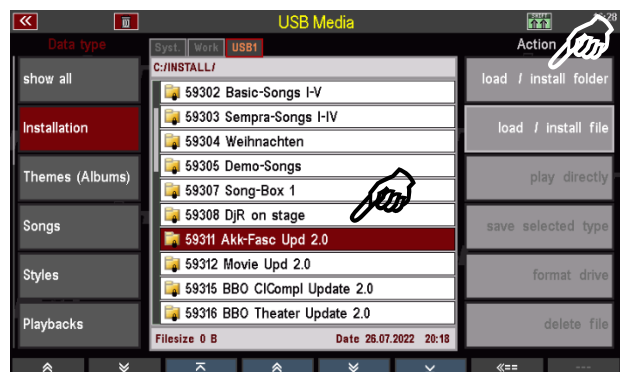 USB Media
28
Data type
Syst. Work USB1
Action
C:/INSTALL/
show all
Installation
Themes (Albums)
Songs
Styles
Playbacks
59302 Basic-Songs I-V
59303 Sempra-Songs I-IV
59304 Weihnachten
59305 Demo-Songs
59307 Song-Box 1
59308 DjR on stage
59311 Akk-Fasc Upd 2.0
59312 Movie Upd 2.0
59315 BBO ClCompl Update 2.0
59316 BBO Theater Update 2.0
Filesize 0 B Date 26.07.2022 20:18
load / install folder
load / install file
play directly
save selected type
format drive
delete file
«==
---